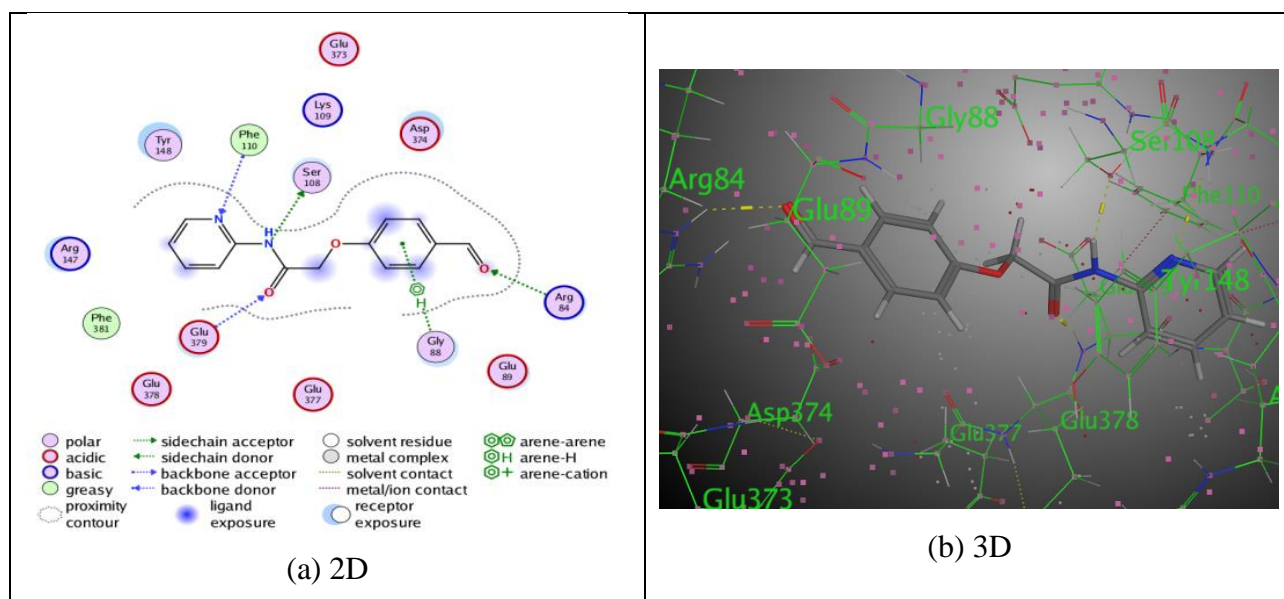 Glu
373
Lys
109
Phe
110
Asp
374
Tyr
148
Ser
108
N
H
N
O
O
O
Arg
147
H
Arg
84
Phe
381
Glu
379
Gly
88
Glu
89
Glu
378
Glu
377
polar
acidic
basic
greasy
proximity
contour
sidechain acceptor
sidechain donor
backbone acceptor
backbone donor
ligand
exposure
solvent residue
metal complex
solvent contact
metal/ion contact
receptor
exposure
arene-arene
H arene-H
+ arene-cation
(a) 2D
Gly88
Ser108
Arg84
Glu89
Phe110
Tyr148
Asp374
Glu377
Glu378
Glu373
(b) 3D